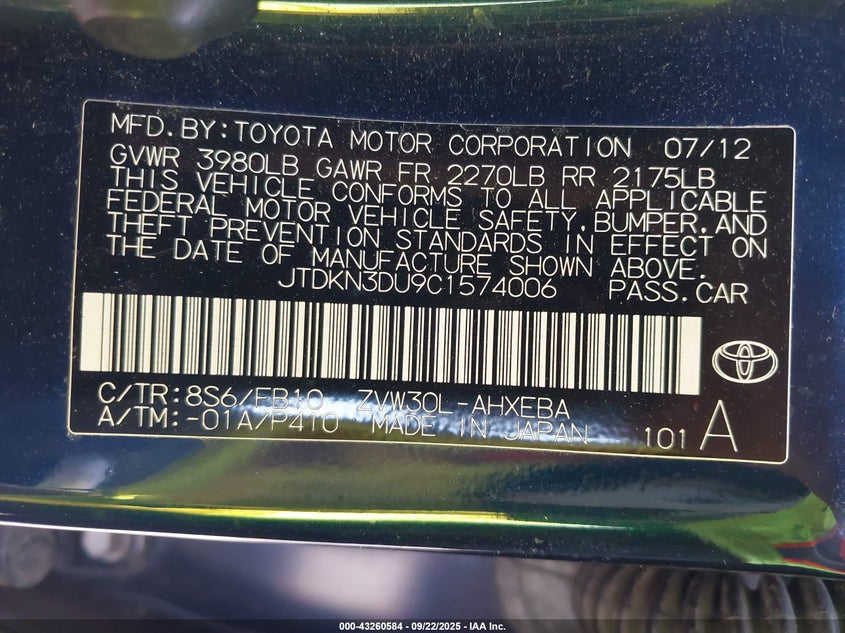 MFD.BY:TOYOTA MOTOR CORPORATION 07/12
GVWR 3980LB GAWR FR 2270LB RR 2175LB
THIS VEHICLE CONFORMS TO ALL APPLICABLE
FEDERAL MOTOR VEHICLE SAFETY,BUMPER,AND
THEFT PREVENTION STANDARDS IN EFFECT ON
THE DATE OF MANUFACTURE SHOWN ABOVE.
JTDKN3DU9C1574006 PASS.CAR
C/TR:8S6/FB10 ZVW30L-AHXEBA
A/TM:-01A/P410 MADE IN JAPAN 101 A
000-43260584 - 09/22/2025 - IAA Inc.